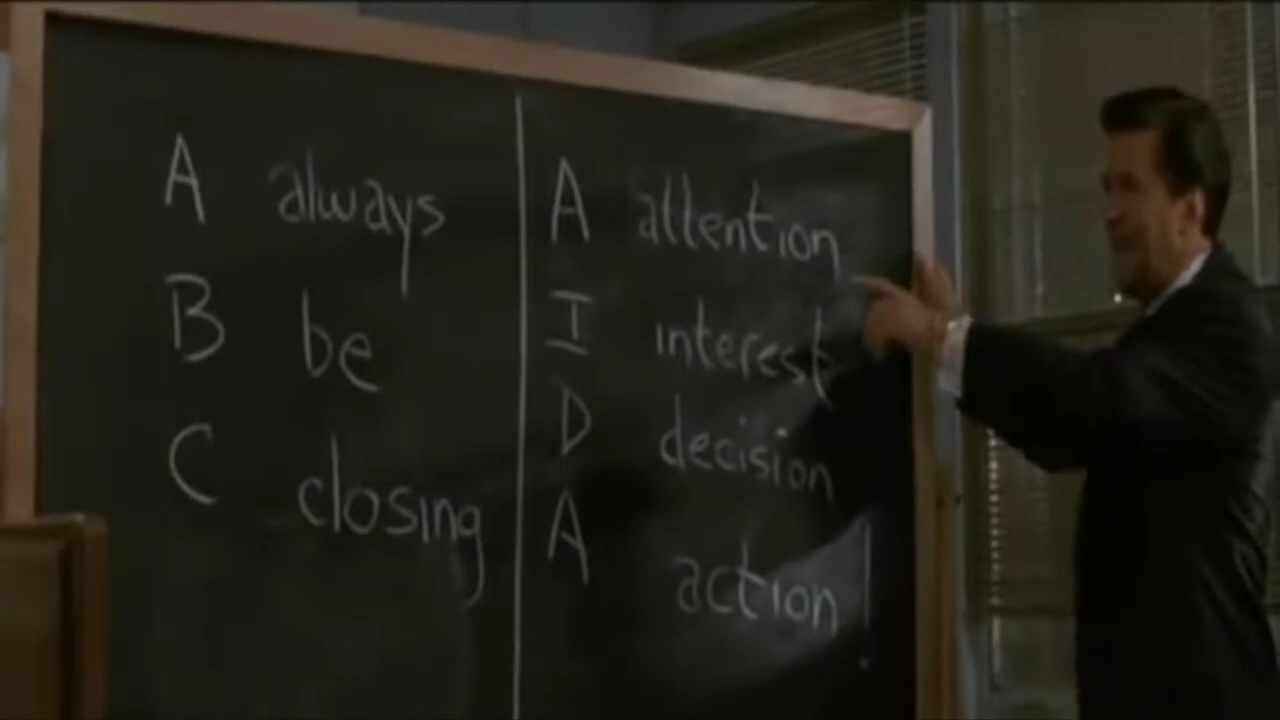 A always
B be
C closing
A attention
I interest
D decision
A action!